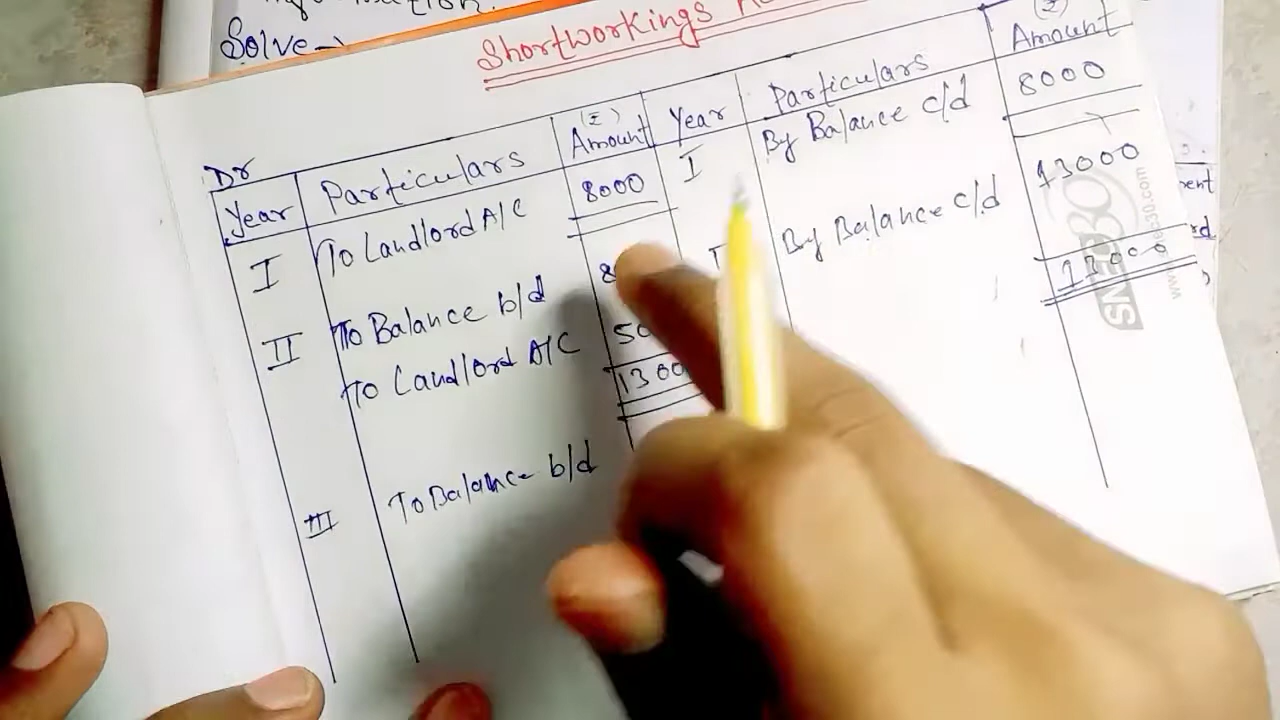 Solve →
Shortworkings
Dr
Year Particulars (₹) Amount Year Particulars (₹) Amount
I To Landlord A/C 8000 I By Balance c/d 8000
II To Balance b/d By Balance c/d 13000
To Landlord A/C
13000
III To Balance b/d